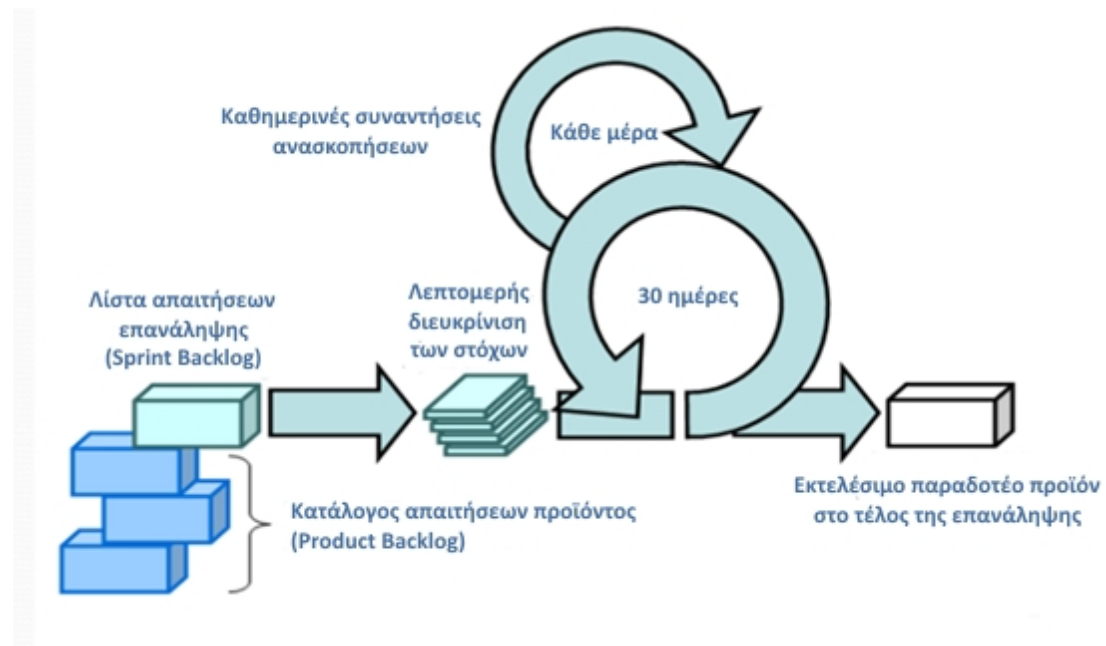 Καθημερινές συναντήσεις
ανασκοπήσεων
Κάθε μέρα
Λίστα απαιτήσεων
επανάληψης
(Sprint Backlog)
Λεπτομερής
διευκρίνιση
των στόχων
30 ημέρες
Κατάλογος απαιτήσεων προϊόντος
(Product Backlog)
Εκτελέσιμο παραδοτέο προϊόν
στο τέλος της επανάληψης